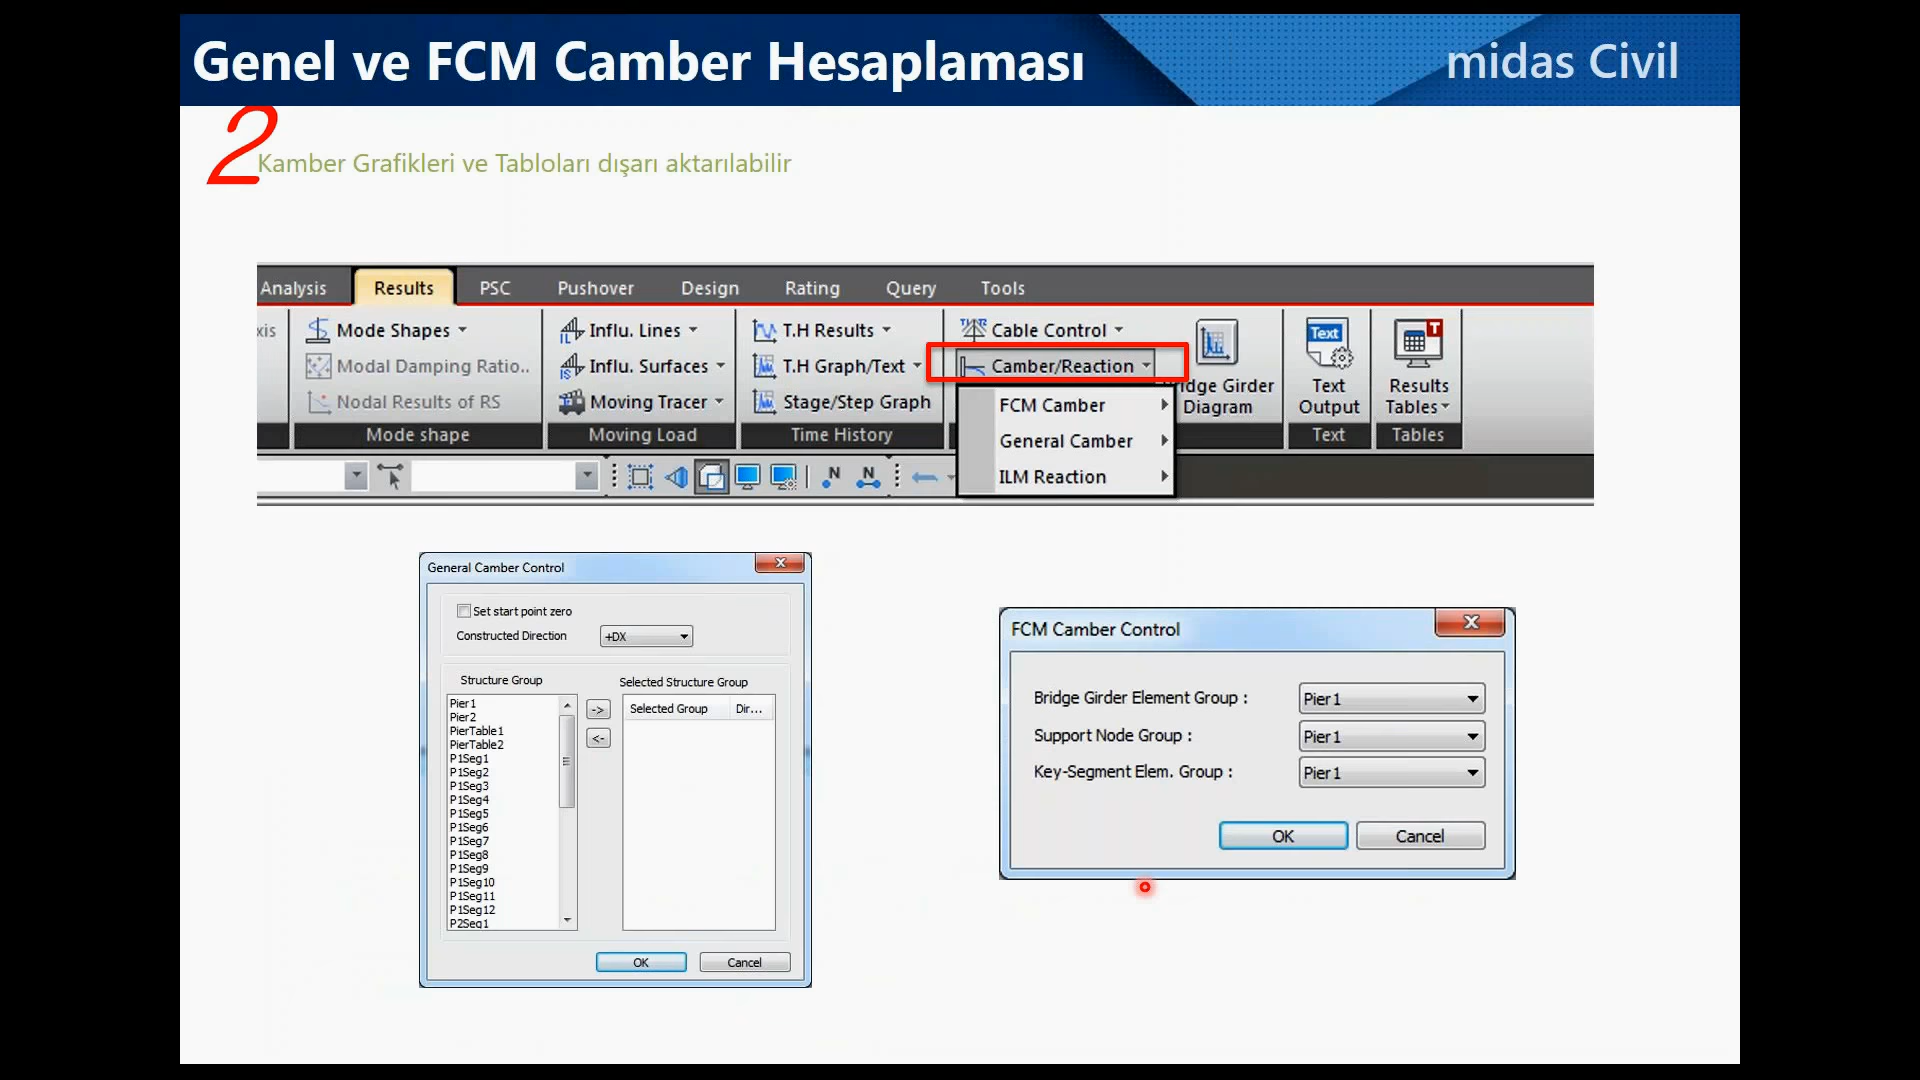 Genel ve FCM Camber Hesaplaması
midas Civil
2
Kamber Grafikleri ve Tabloları dışarı aktarılabilir
Analysis Results PSC Pushover Design Rating Query Tools
xis Mode Shapes Influ. Lines T.H Results Cable Control
Modal Damping Ratio.. Influ. Surfaces T.H Graph/Text Camber/Reaction
Nodal Results of RS Moving Tracer Stage/Step Graph
FCM Camber
General Camber
ILM Reaction
idge Girder
Diagram
Text
Text
Output
T
Results
Tables
Mode shape Moving Load Time History Text Tables
N N
General Camber Control
Set start point zero
Constructed Direction +DX
Structure Group
Pier1
Pier2
PierTable1
PierTable2
P1Seg1
P1Seg2
P1Seg3
P1Seg4
P1Seg5
P1Seg6
P1Seg7
P1Seg8
P1Seg9
P1Seg10
P1Seg11
P1Seg12
P2Seg1
->
<-
Selected Structure Group
Selected Group Dir...
OK Cancel
FCM Camber Control
Bridge Girder Element Group : Pier1
Support Node Group : Pier1
Key-Segment Elem. Group : Pier1
OK Cancel